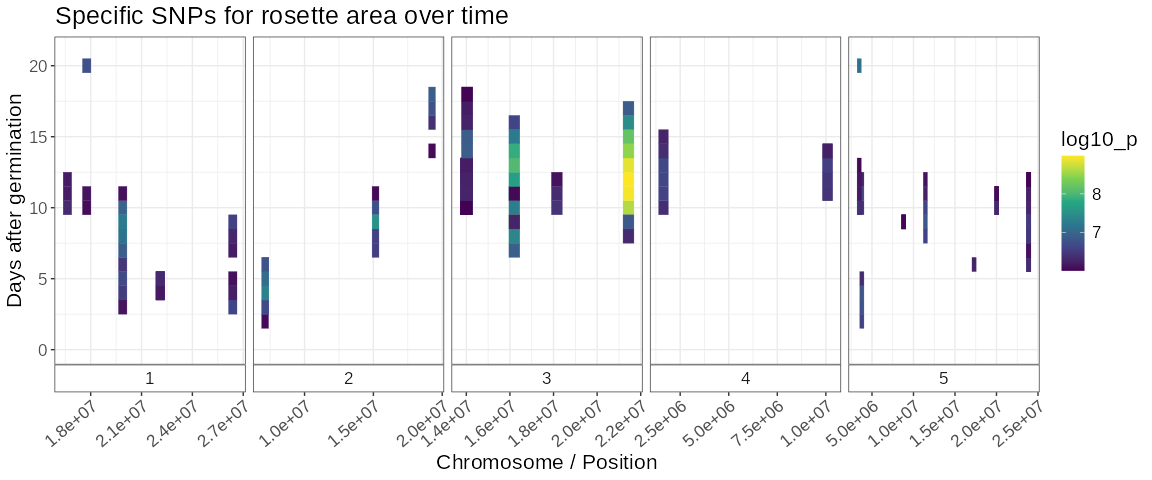 Specific SNPs for rosette area over time
Days after germination
20
15
10
5
0
1
2
3
4
5
1.8e+07
2.1e+07
2.4e+07
2.7e+07
1.0e+07
1.5e+07
2.0e+07
1.4e+07
1.6e+07
1.8e+07
2.0e+07
2.2e+07
2.5e+06
5.0e+06
7.5e+06
1.0e+07
5.0e+06
1.0e+07
1.5e+07
2.0e+07
2.5e+07
Chromosome / Position
log10_p
8
7